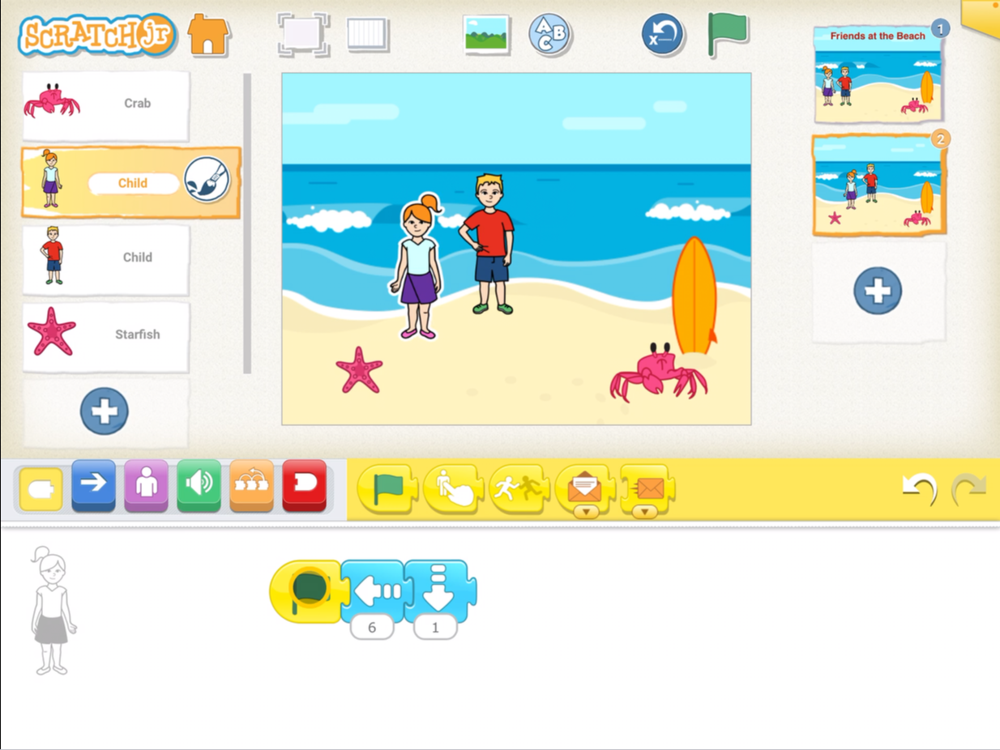 SCRATCHjr
A B
C
x
Friends at the Beach
1
Crab
Child
2
Child
Starfish
6
1